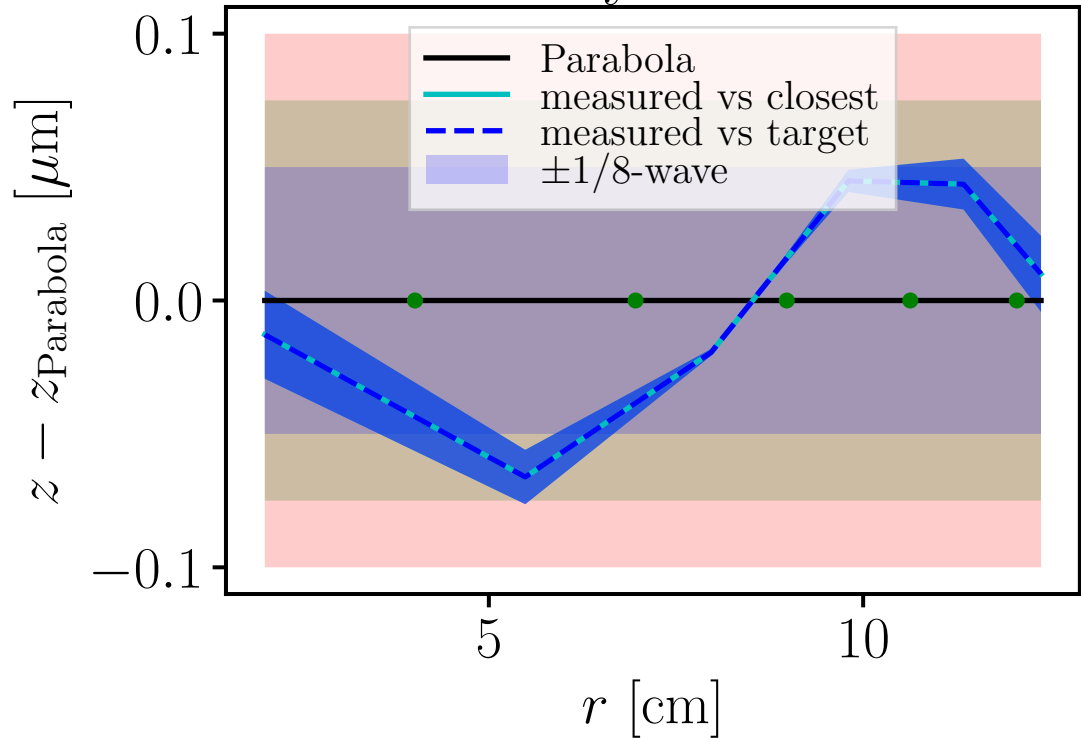 0.1
0.0
−0.1
z − zParabola [μm]
Parabola
measured vs closest
measured vs target
±1/8-wave
5
10
r [cm]